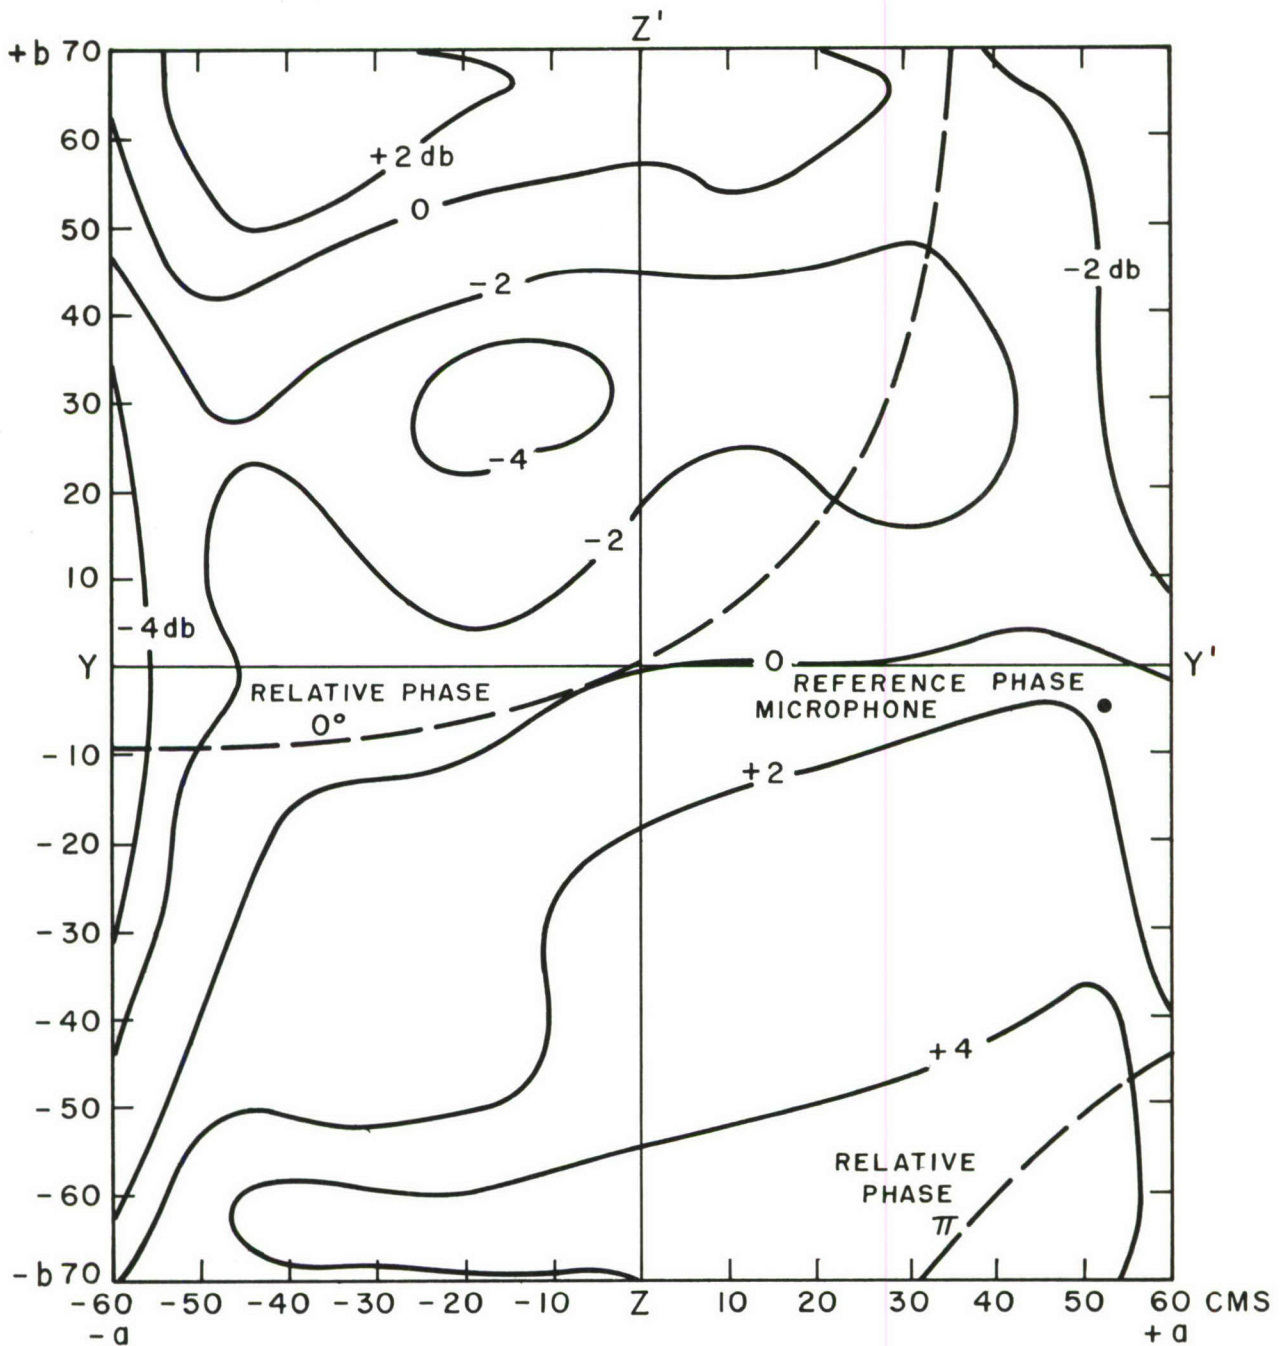 Z'
+b 70
60
+2 db
0
50
-2 db
-2
40
30
-4
20
-2
10
-4db
Y
0
Y'
RELATIVE PHASE
0°
REFERENCE PHASE
MICROPHONE
-10
+2
-20
-30
-40
+4
-50
RELATIVE
PHASE
π
-60
-b 70
-60 -50 -40 -30 -20 -10 Z 10 20 30 40 50 60 CMS
-a +a